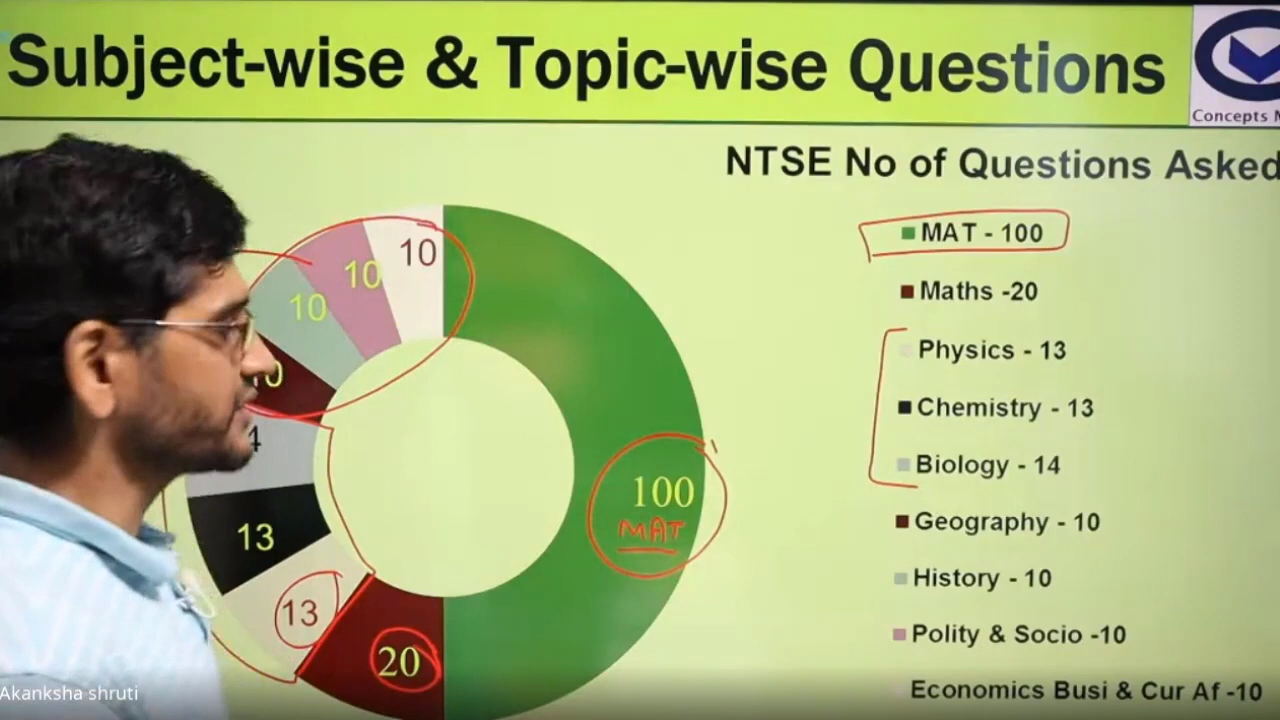 Subject-wise & Topic-wise Questions
Concepts
NTSE No of Questions Asked
MAT - 100
Maths -20
Physics - 13
Chemistry - 13
Biology - 14
Geography - 10
History - 10
Polity & Socio -10
Economics Busi & Cur Af -10
10
10
10
13
13
20
100
MAT
Akanksha shruti